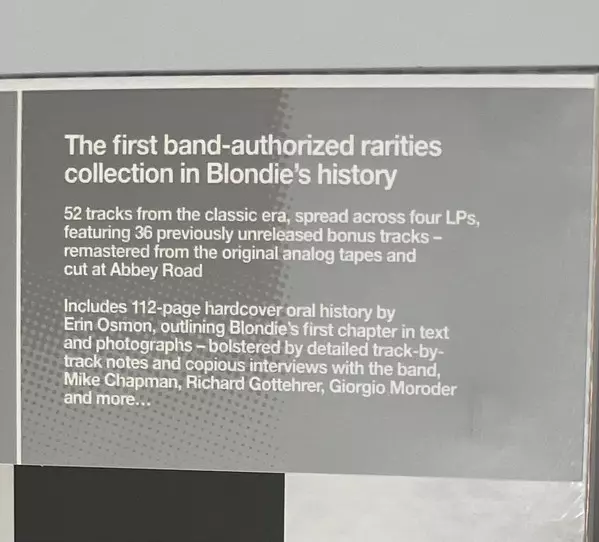 The first band-authorized rarities
collection in Blondie's history
52 tracks from the classic era, spread across four LPs,
featuring 36 previously unreleased bonus tracks –
remastered from the original analog tapes and
cut at Abbey Road
Includes 112-page hardcover oral history by
Erin Osmon, outlining Blondie's first chapter in text
and photographs – bolstered by detailed track-by-
track notes and copious interviews with the band,
Mike Chapman, Richard Gottehrer, Giorgio Moroder
and more...